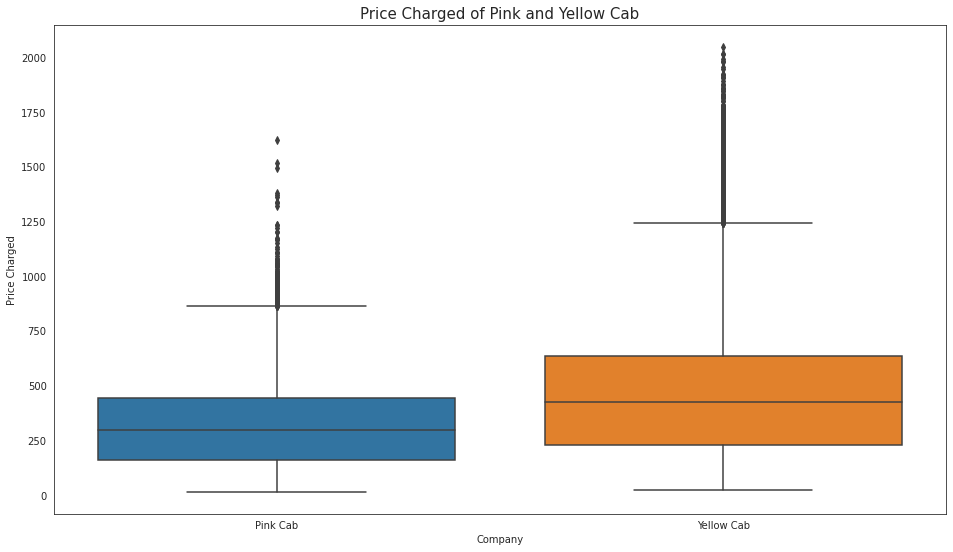 Price Charged of Pink and Yellow Cab
Price Charged
2000
1750
1500
1250
1000
750
500
250
0
Pink Cab
Yellow Cab
Company